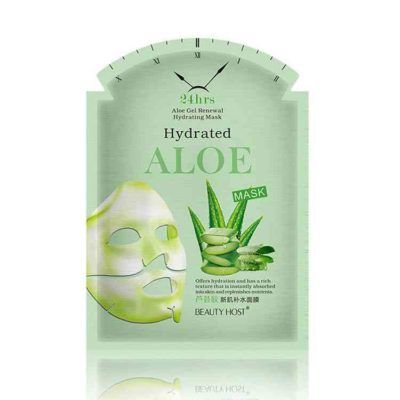 24hrs
Aloe Gel Renewal
Hydrating Mask
Hydrated
ALOE
MASK
Offers hydration and has a rich
texture that is instantly absorbed
into skin and replenishes nutrients.
芦荟胶 新肌补水面膜
BEAUTY HOST®